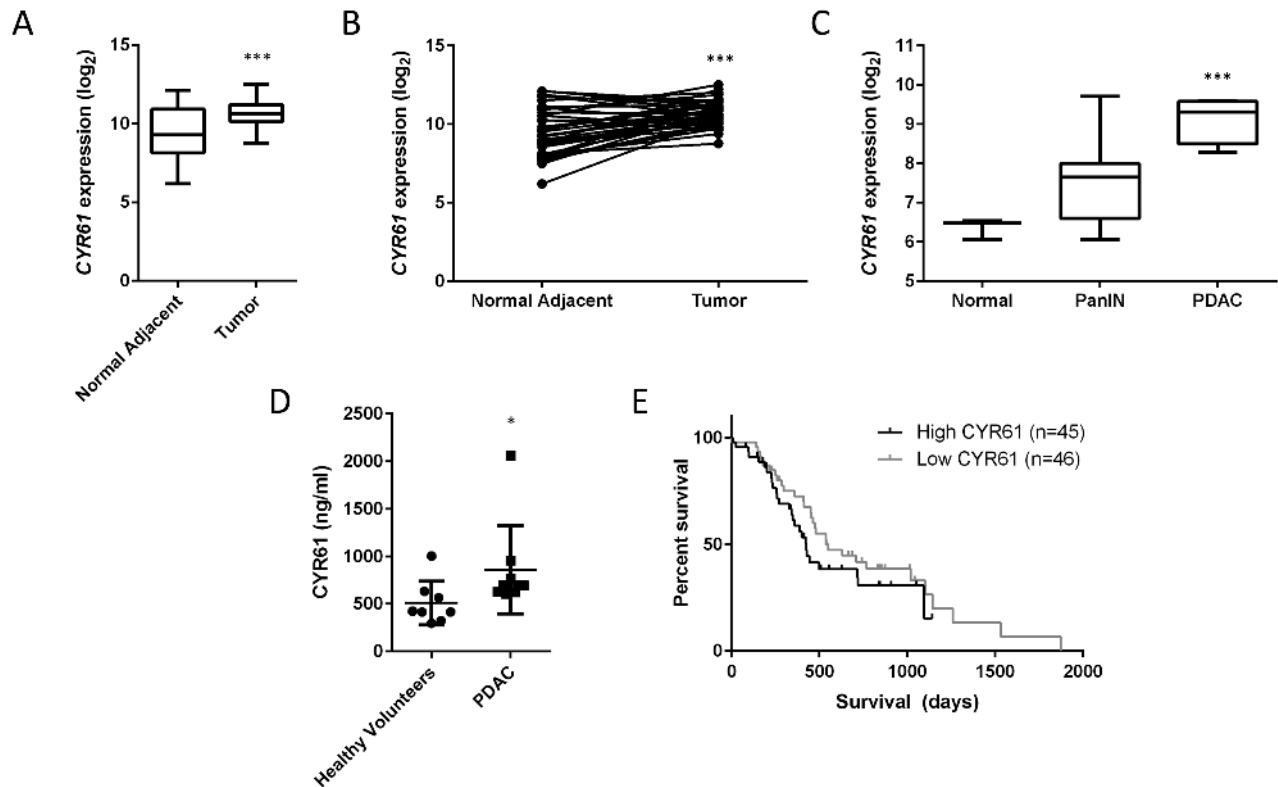 A
CYR61 expression (log2)
15
10
5
0
***
Normal Adjacent
Tumor
B
CYR61 expression (log2)
15
10
5
0
***
Normal Adjacent
Tumor
C
CYR61 expression (log2)
11
10
9
8
7
6
5
***
Normal
PanIN
PDAC
D
CYR61 (ng/ml)
2500
2000
1500
1000
500
0
*
Healthy Volunteers
PDAC
E
Percent survival
100
50
0
High CYR61 (n=45)
Low CYR61 (n=46)
0
500
1000
1500
2000
Survival (days)